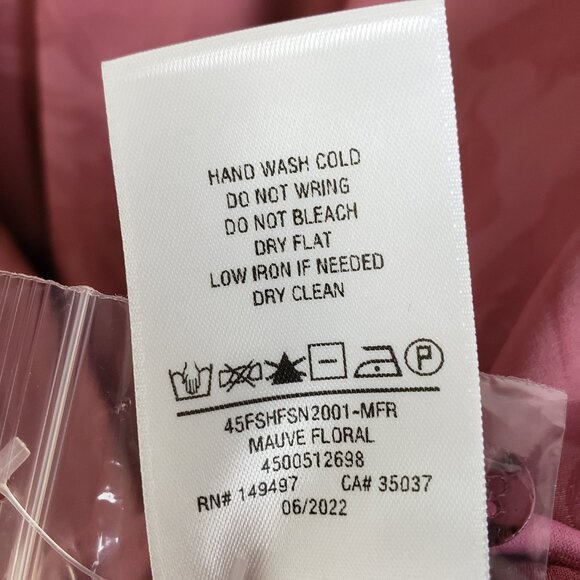 HAND WASH COLD
DO NOT WRING
DO NOT BLEACH
DRY FLAT
LOW IRON IF NEEDED
DRY CLEAN
P
45FSHFSN2001-MFR
MAUVE FLORAL
4500512698
RN# 149497 CA# 35037
06/2022